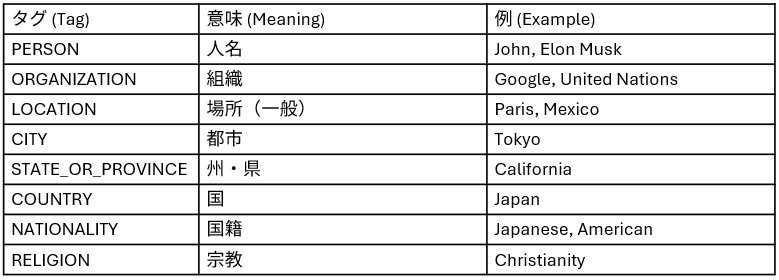 タグ (Tag) 意味 (Meaning) 例 (Example)
PERSON 人名 John, Elon Musk
ORGANIZATION 組織 Google, United Nations
LOCATION 場所（一般） Paris, Mexico
CITY 都市 Tokyo
STATE_OR_PROVINCE 州・県 California
COUNTRY 国 Japan
NATIONALITY 国籍 Japanese, American
RELIGION 宗教 Christianity